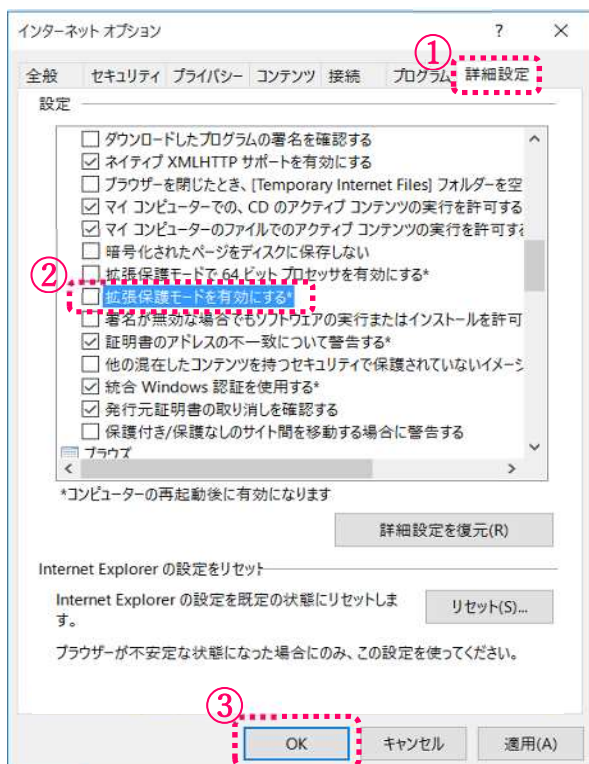 インターネット オプション ? ×
①
全般 セキュリティ プライバシー コンテンツ 接続 プログラム 詳細設定
設定
ダウンロードしたプログラムの署名を確認する
ネイティブ XMLHTTP サポートを有効にする
ブラウザーを閉じたとき、[Temporary Internet Files] フォルダーを空
マイ コンピューターでの、CD のアクティブ コンテンツの実行を許可する
マイ コンピューターのファイルでのアクティブ コンテンツの実行を許可する
暗号化されたページをディスクに保存しない
②
拡張保護モードで 64 ビット プロセッサを有効にする*
拡張保護モードを有効にする*
署名が無効な場合でもソフトウェアの実行またはインストールを許可
証明書のアドレスの不一致について警告する*
他の混在したコンテンツを持つセキュリティで保護されていないイメージ
統合 Windows 認証を使用する*
発行元証明書の取り消しを確認する
保護付き/保護なしのサイト間を移動する場合に警告する
ブラウズ
*コンピューターの再起動後に有効になります
詳細設定を復元(R)
Internet Explorer の設定をリセット
Internet Explorer の設定を既定の状態にリセットしま
す。
リセット(S)...
ブラウザーが不安定な状態になった場合にのみ、この設定を使ってください。
③
OK キャンセル 適用(A)